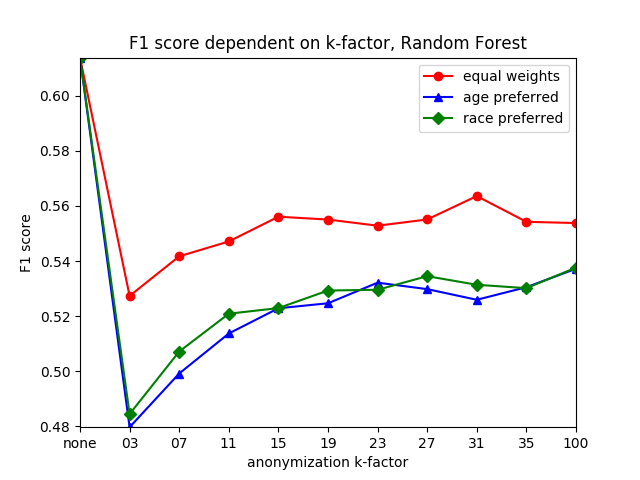 F1 score dependent on k-factor, Random Forest
equal weights
age preferred
race preferred
F1 score
0.60
0.58
0.56
0.54
0.52
0.50
0.48
none 03 07 11 15 19 23 27 31 35 100
anonymization k-factor